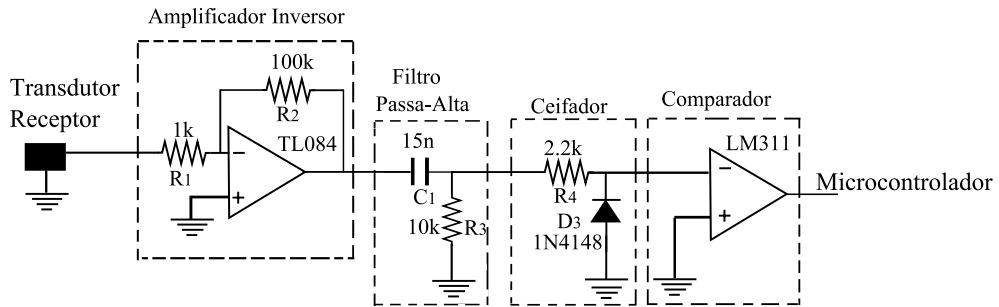 Amplificador Inversor
Transdutor
Receptor
1k
R1
100k
R2
TL084
−
+
Filtro
Passa-Alta
15n
C1
10k
R3
Ceifador
2.2k
R4
D3
1N4148
Comparador
LM311
−
+
Microcontrolador